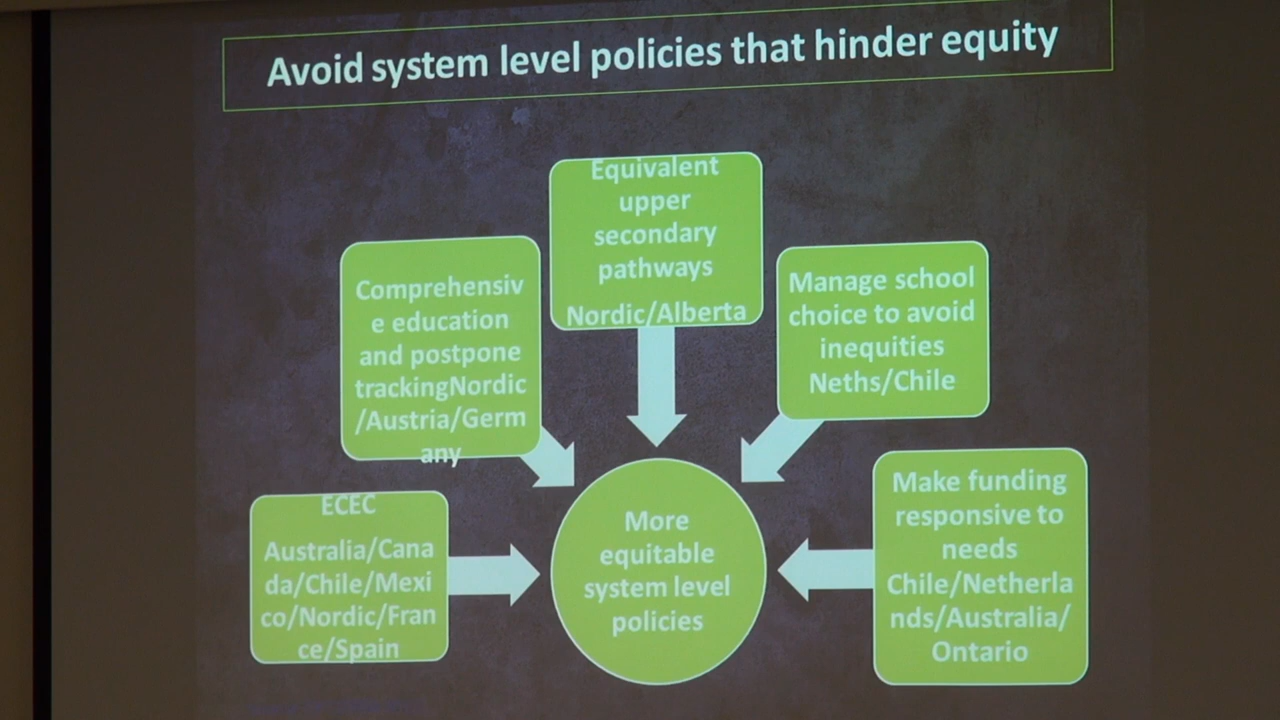 Avoid system level policies that hinder equity
Equivalent
upper
secondary
pathways
Nordic/Alberta
Comprehensiv
e education
and postpone
trackingNordic
/Austria/Germ
any
Manage school
choice to avoid
inequities
Neths/Chile
ECEC
Australia/Cana
da/Chile/Mexi
co/Nordic/Fran
ce/Spain
More
equitable
system level
policies
Make funding
responsive to
needs
Chile/Netherla
nds/Australia/
Ontario